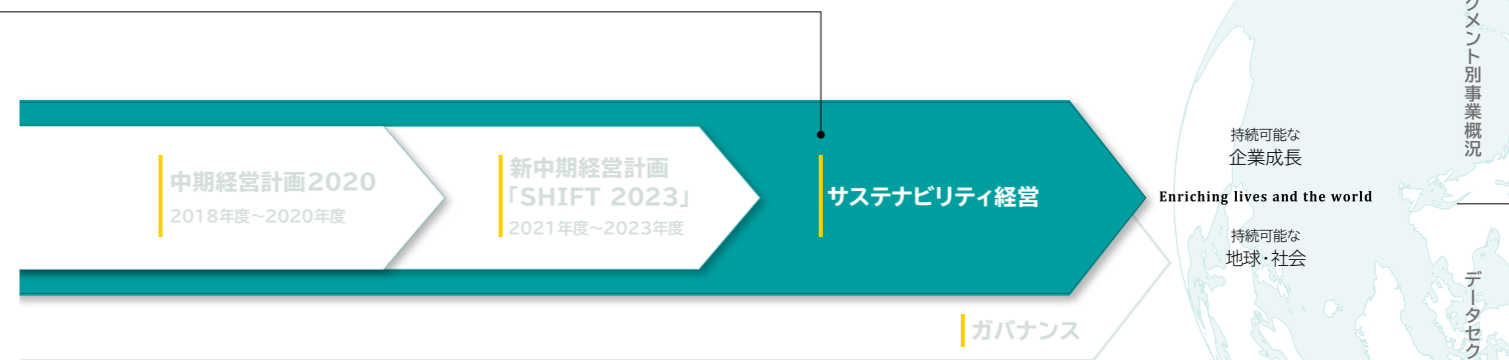 中期経営計画2020
2018年度～2020年度
新中期経営計画
「SHIFT 2023」
2021年度～2023年度
サステナビリティ経営
ガバナンス
持続可能な
企業成長
Enriching lives and the world
持続可能な
地球・社会
メント別事業概況
データセク